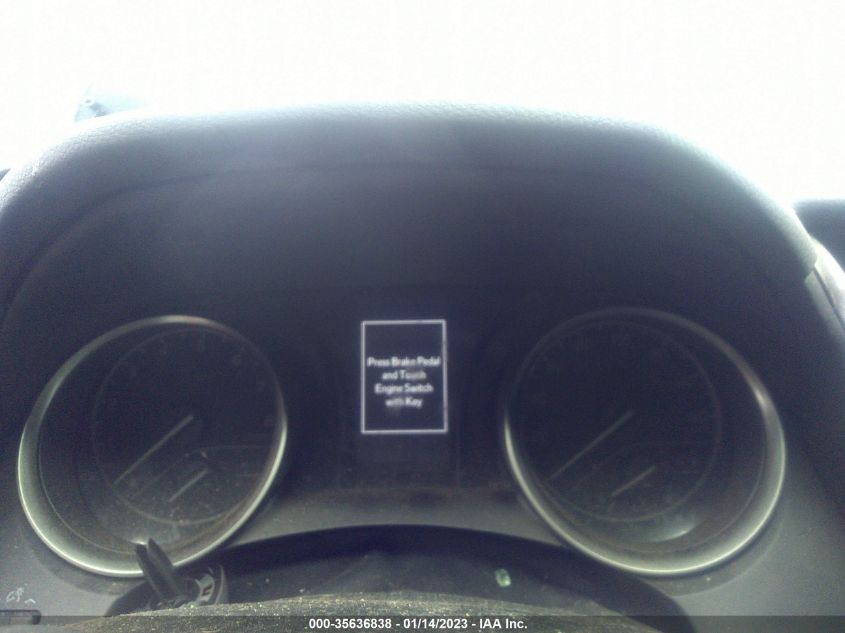 Press Brake Pedal
and Touch
Engine Switch
with Key
000-35636838 - 01/14/2023 - IAA Inc.